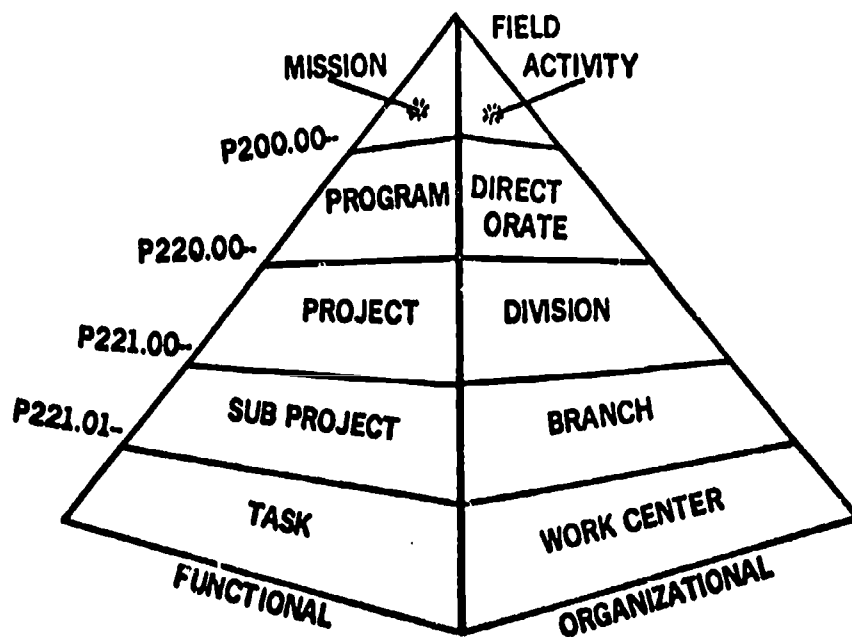 FIELD
MISSION
ACTIVITY
P200.00--
PROGRAM
DIRECT
ORATE
P220.00--
PROJECT
DIVISION
P221.00--
P221.01-
SUB PROJECT
BRANCH
TASK
WORK CENTER
FUNCTIONAL
ORGANIZATIONAL